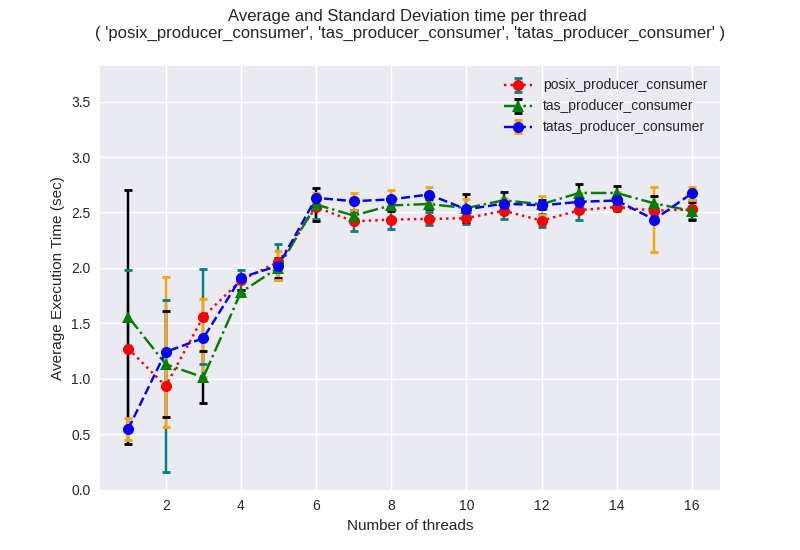 Average and Standard Deviation time per thread
( 'posix_producer_consumer', 'tas_producer_consumer', 'tatas_producer_consumer' )
posix_producer_consumer
tas_producer_consumer
tatas_producer_consumer
Average Execution Time (sec)
3.5
3.0
2.5
2.0
1.5
1.0
0.5
0.0
2 4 6 8 10 12 14 16
Number of threads